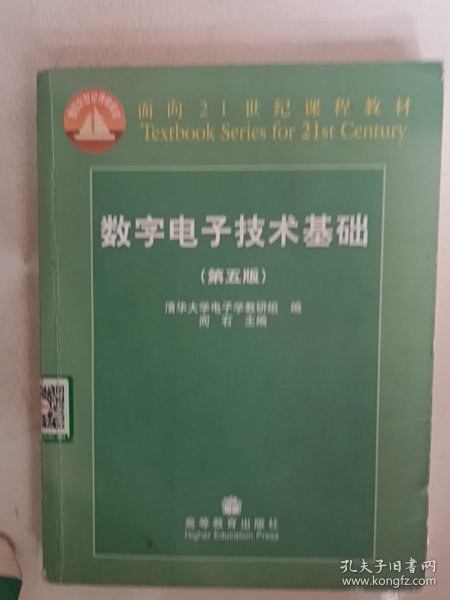 面向21世纪课程教材
Textbook Series for 21st Century
数字电子技术基础
(第五版)
清华大学电子学教研组 编
阎 石 主编
高等教育出版社
Higher Education Press
孔夫子旧书网
www.kongfz.com